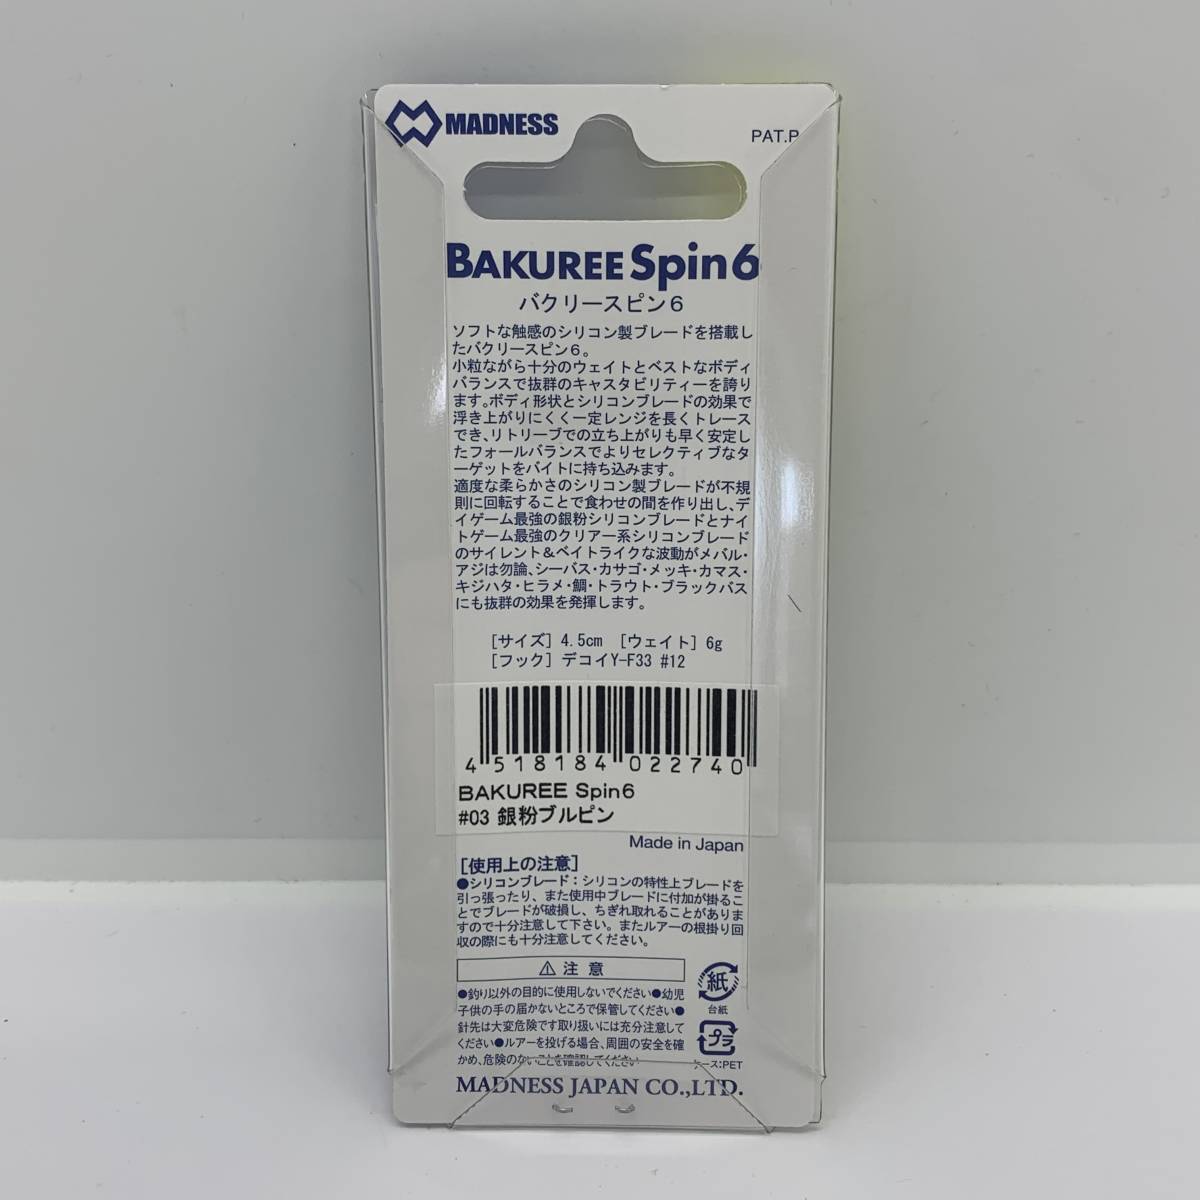 MADNESS
PAT.P
BAKUREE Spin6
バクリースピン6
ソフトな触感のシリコン製ブレードを搭載し
たバクリースピン6。
小粒ながら十分のウェイトとベストなボディ
バランスで抜群のキャスタビリティーを誇り
ます。ボディ形状とシリコンブレードの効果で
浮き上がりにくく一定レンジを長くトレース
でき、リトリーブでの立ち上がりも早く安定し
たフォールバランスでよりセレクティブなタ
ーゲットをバイトに持ち込みます。
適度な柔らかさのシリコン製ブレードが不規
則に回転することで食わせの間を作り出し、デ
イゲーム最強の銀粉シリコンブレードとナイ
トゲーム最強のクリアー系シリコンブレード
のサイレント&ベイトライクな波動がメバル・
アジは勿論、シーバス・カサゴ・メッキ・カマス・
キジハタ・ヒラメ・鯛・トラウト・ブラックバス
にも抜群の効果を発揮します。
[サイズ] 4.5cm [ウェイト] 6g
[フック] デコイY-F33 #12
4 518184 022740
BAKUREE Spin6
#03 銀粉ブルピン
Made in Japan
[使用上の注意]
●シリコンブレード：シリコンの特性上ブレードを
引っ張ったり、また使用中ブレードに付加が掛るこ
とでブレードが破損し、ちぎれ取れることがありま
すので十分注意して下さい。またルアーの根掛り回
収の際にも十分注意してください。
⚠ 注意
●釣り以外の目的に使用しないでください●幼児
子供の手の届かないところで保管してください●
針先は大変危険です取り扱いには充分注意して
ください●ルアーを投げる場合、周囲の安全を確
かめ、危険のないことを確認してください
紙
台紙
プラ
ケース:PET
MADNESS JAPAN CO.,LTD.